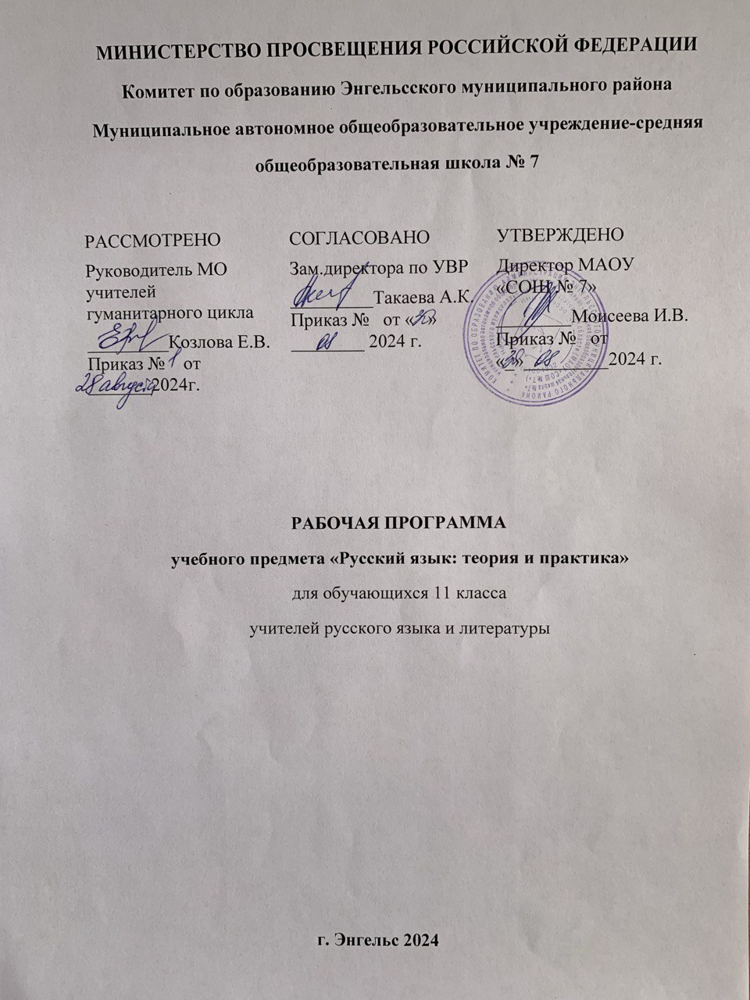 МИНИСТЕРСТВО ПРОСВЕЩЕНИЯ РОССИЙСКОЙ ФЕДЕРАЦИИ
Комитет по образованию Энгельсского муниципального района
Муниципальное автономное общеобразовательное учреждение-средняя
общеобразовательная школа № 7
РАССМОТРЕНО
Руководитель МО
учителей
гуманитарного цикла
Козлова Е.В.
Приказ № 1 от
28 августа 2024г.
СОГЛАСОВАНО
Зам.директора по УВР
Такаева А.К.
Приказ № от «30»
08 2024 г.
УТВЕРЖДЕНО
Директор МАОУ
«СОШ № 7»
Моисеева И.В.
Приказ № от
«30» 08 2024 г.
РАБОЧАЯ ПРОГРАММА
учебного предмета «Русский язык: теория и практика»
для обучающихся 11 класса
учителей русского языка и литературы
г. Энгельс 2024